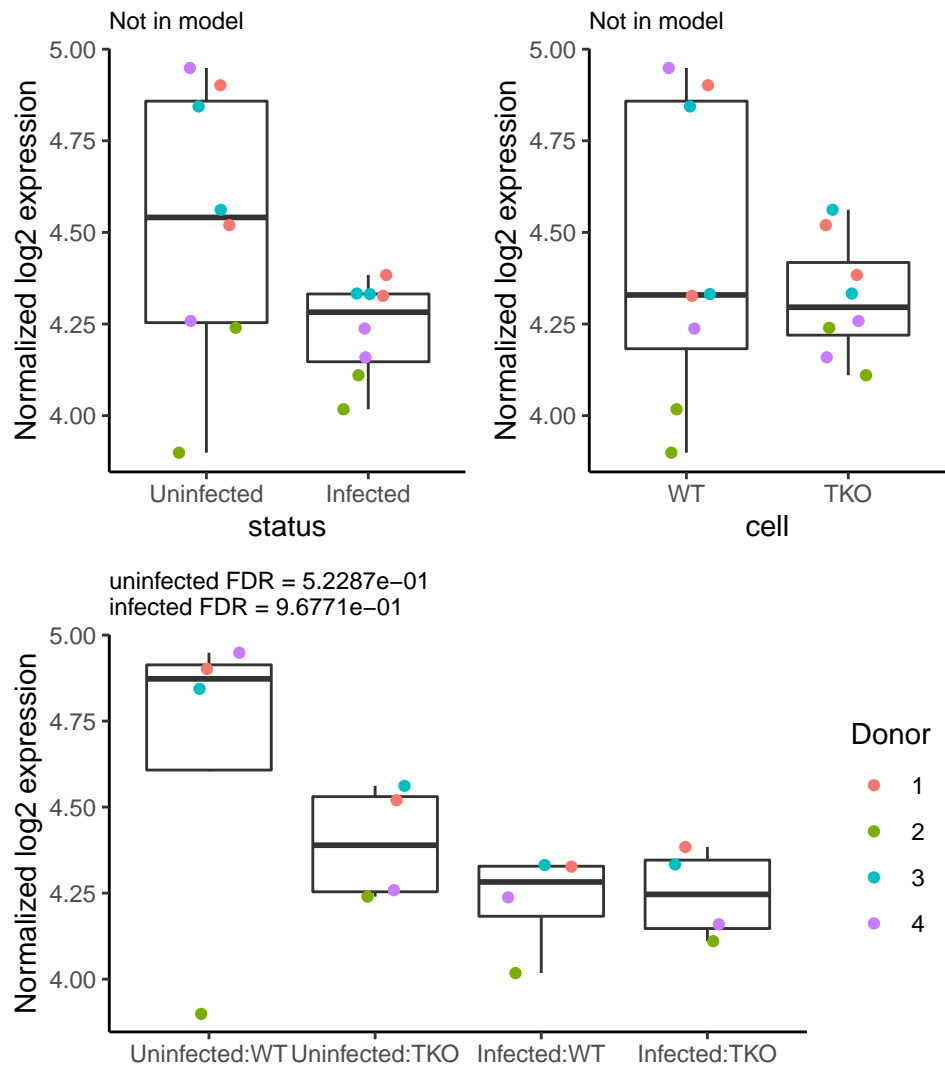 Not in model
5.00
4.75
4.50
4.25
4.00
Normalized log2 expression
Uninfected Infected
status
Not in model
5.00
4.75
4.50
4.25
4.00
Normalized log2 expression
WT TKO
cell
uninfected FDR = 5.2287e−01
infected FDR = 9.6771e−01
5.00
4.75
4.50
4.25
4.00
Normalized log2 expression
Uninfected:WT Uninfected:TKO Infected:WT Infected:TKO
Donor
1
2
3
4